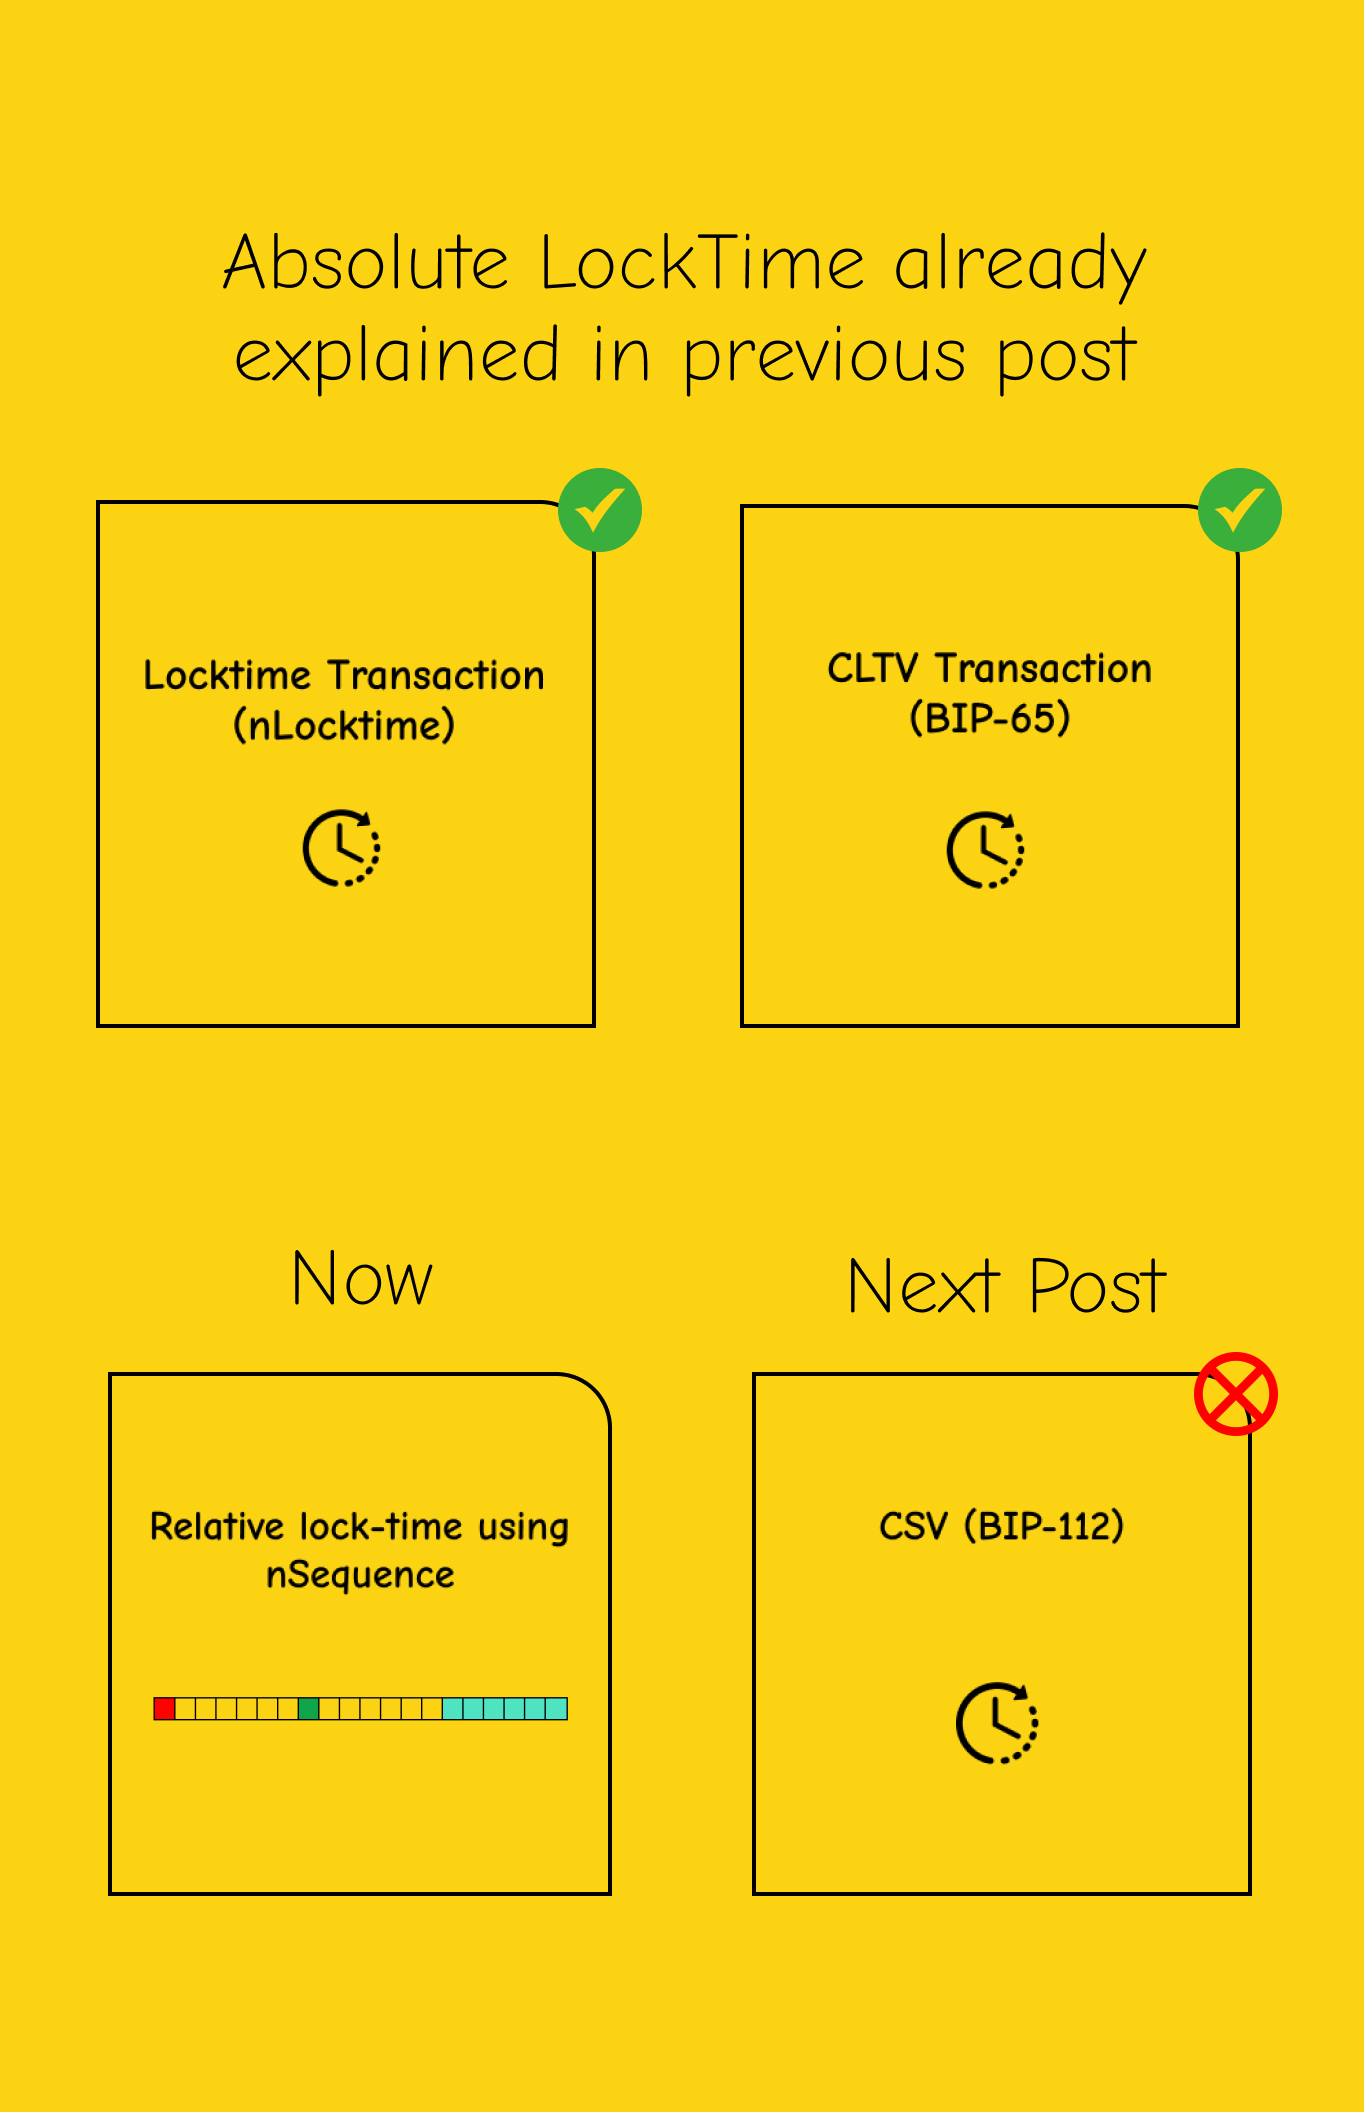 Absolute LockTime already
explained in previous post
Locktime Transaction
(nLocktime)
CLTV Transaction
(BIP-65)
Now
Next Post
Relative lock-time using
nSequence
CSV (BIP-112)